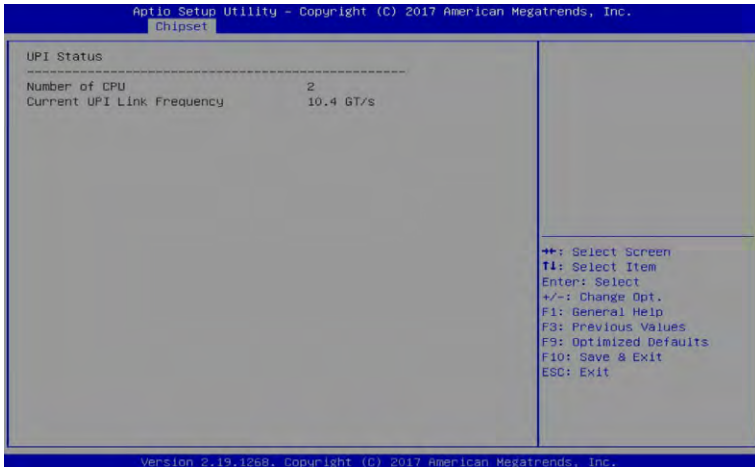 Aptio Setup Utility – Copyright (C) 2017 American Megatrends, Inc.
Chipset
UPI Status
--------------------------------------------------
Number of CPU 2
Current UPI Link Frequency 10.4 GT/s
→←: Select Screen
↑↓: Select Item
Enter: Select
+/-: Change Opt.
F1: General Help
F3: Previous Values
F9: Optimized Defaults
F10: Save & Exit
ESC: Exit
Version 2.19.1268. Copyright (C) 2017 American Megatrends, Inc.